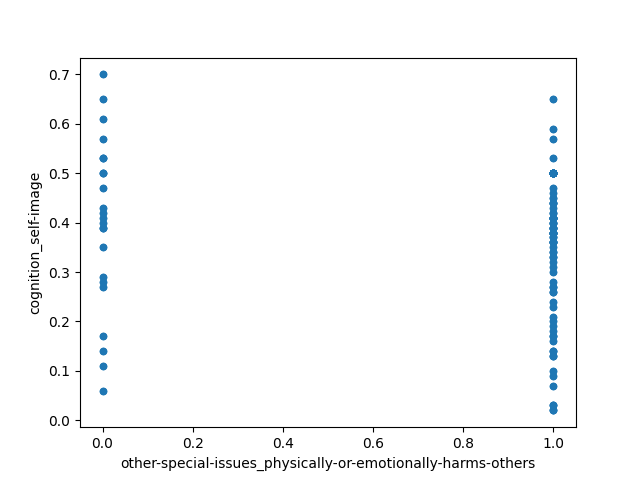 0.7
0.6
0.5
0.4
0.3
0.2
0.1
0.0
cognition_self-image
0.0 0.2 0.4 0.6 0.8 1.0
other-special-issues_physically-or-emotionally-harms-others